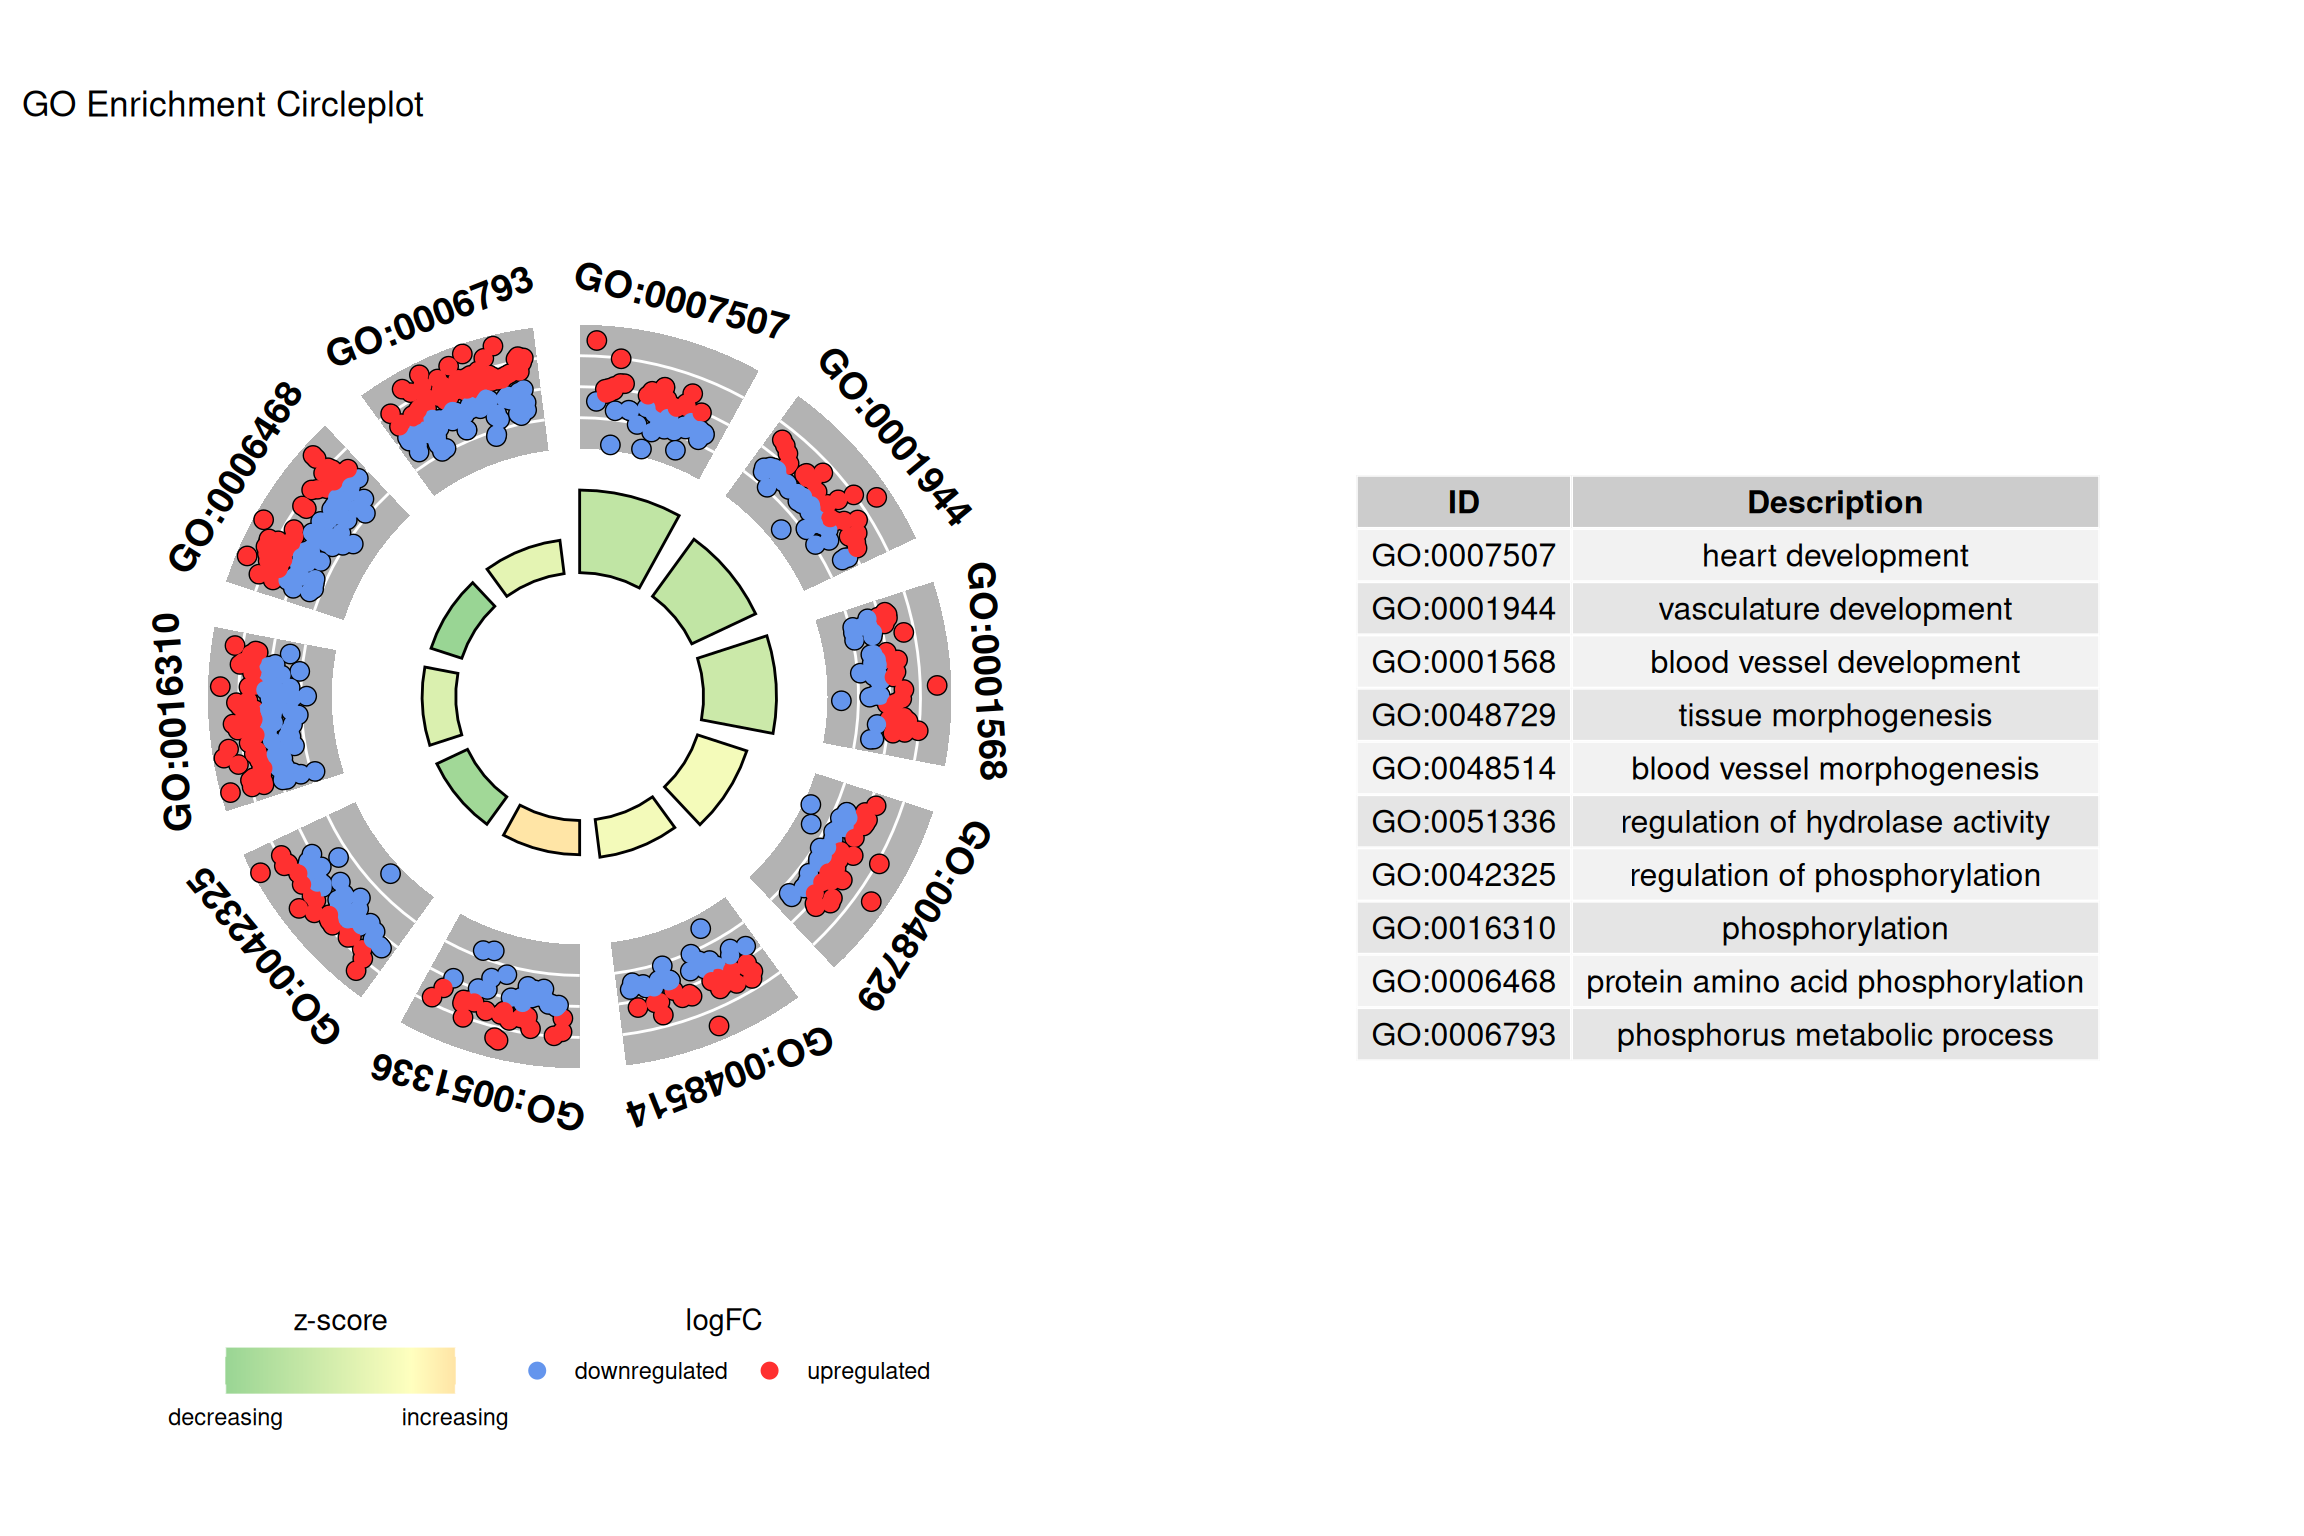 GO Enrichment Circleplot
GO:0007507
GO:0001944
GO:0001568
GO:0048729
GO:0048514
GO:0051336
GO:0042325
GO:0016310
GO:0006468
GO:0006793
ID Description
GO:0007507 heart development
GO:0001944 vasculature development
GO:0001568 blood vessel development
GO:0048729 tissue morphogenesis
GO:0048514 blood vessel morphogenesis
GO:0051336 regulation of hydrolase activity
GO:0042325 regulation of phosphorylation
GO:0016310 phosphorylation
GO:0006468 protein amino acid phosphorylation
GO:0006793 phosphorus metabolic process
z-score
decreasing increasing
logFC
downregulated upregulated